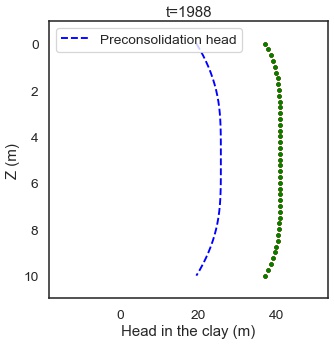 t=1988
Preconsolidation head
0
2
4
6
8
10
Z (m)
0 20 40
Head in the clay (m)